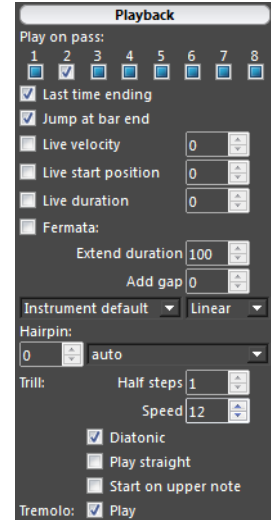 Playback
Play on pass:
1 2 3 4 5 6 7 8
Last time ending
Jump at bar end
Live velocity 0
Live start position 0
Live duration 0
Fermata:
Extend duration 100
Add gap 0
Instrument default Linear
Hairpin:
0 auto
Trill: Half steps 1
Speed 12
Diatonic
Play straight
Start on upper note
Tremolo: Play